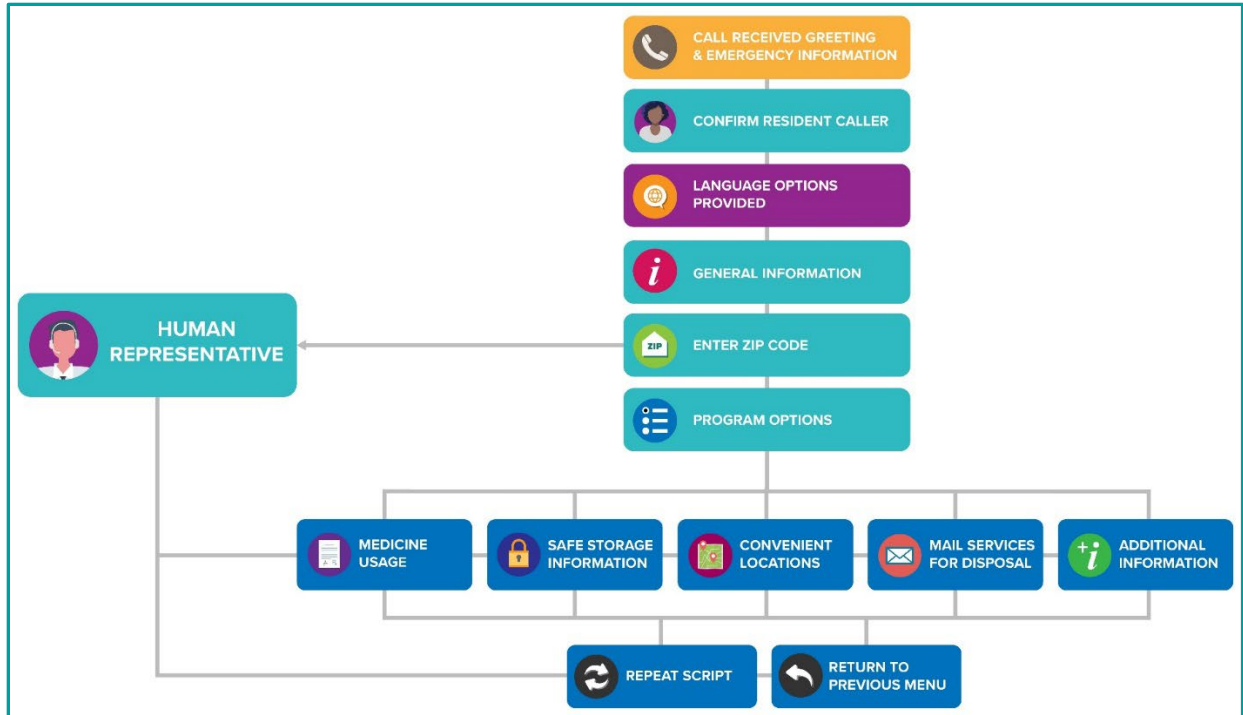 CALL RECEIVED GREETING
& EMERGENCY INFORMATION
CONFIRM RESIDENT CALLER
LANGUAGE OPTIONS
PROVIDED
i
GENERAL INFORMATION
HUMAN
REPRESENTATIVE
ZIP
ENTER ZIP CODE
PROGRAM OPTIONS
MEDICINE
USAGE
SAFE STORAGE
INFORMATION
CONVENIENT
LOCATIONS
MAIL SERVICES
FOR DISPOSAL
+i
ADDITIONAL
INFORMATION
REPEAT SCRIPT
RETURN TO
PREVIOUS MENU